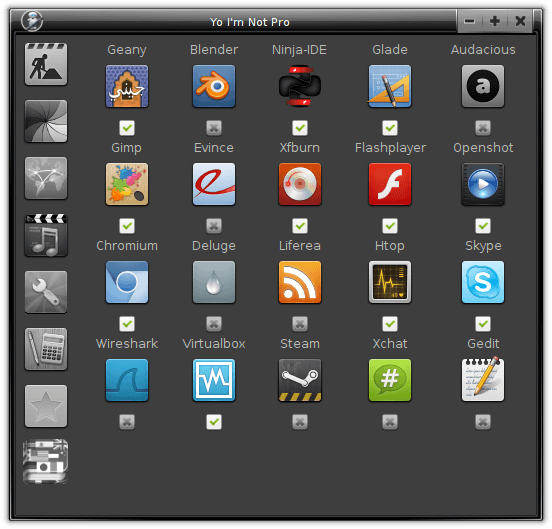 Yo I'm Not Pro
Geany Blender Ninja-IDE Glade Audacious
جيني
a
Gimp Evince Xfburn Flashplayer Openshot
Chromium Deluge Liferea Htop Skype
S
Wireshark Virtualbox Steam Xchat Gedit
#